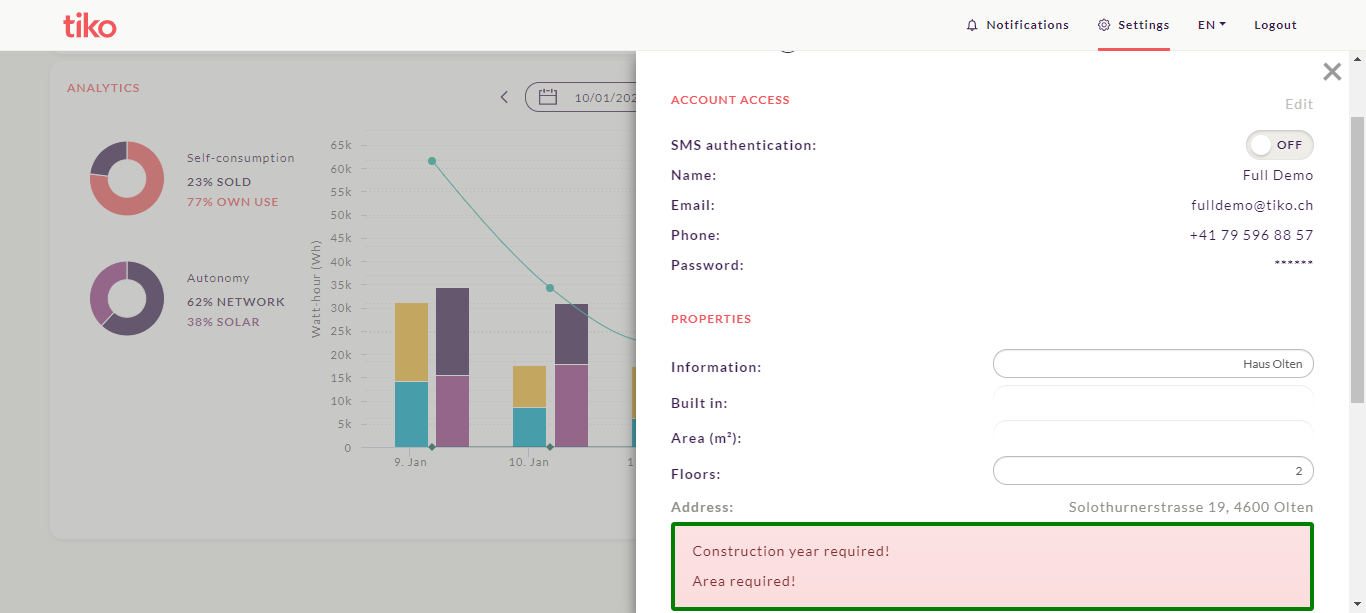 tiko
Notifications
Settings
EN
Logout
ANALYTICS
10/01/202
Self-consumption
23% SOLD
77% OWN USE
Autonomy
62% NETWORK
38% SOLAR
Watt-hour (Wh)
65k
60k
55k
50k
45k
40k
35k
30k
25k
20k
15k
10k
5k
0
9. Jan
10. Jan
1
ACCOUNT ACCESS
Edit
SMS authentication: OFF
Name: Full Demo
Email: fulldemo@tiko.ch
Phone: +41 79 596 88 57
Password: ******
PROPERTIES
Information: Haus Olten
Built in:
Area (m²):
Floors: 2
Address: Solothurnerstrasse 19, 4600 Olten
Construction year required!
Area required!